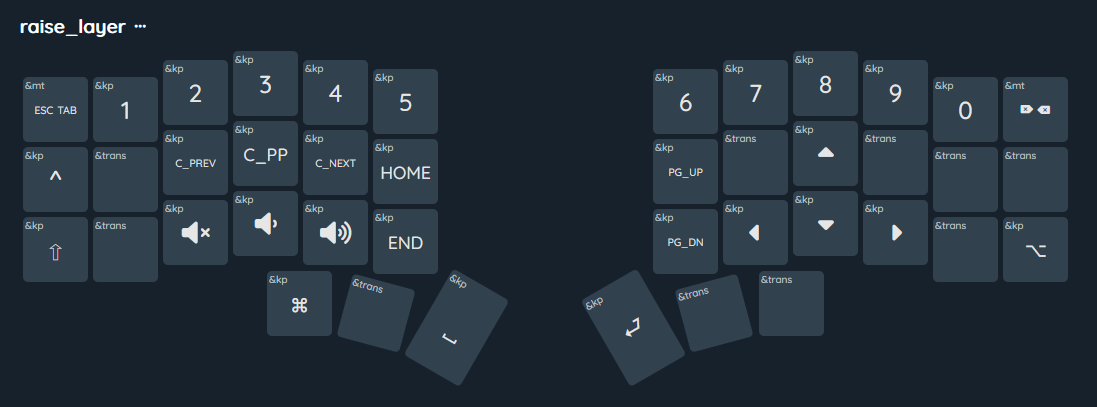 raise_layer ···
&mt &kp &kp &kp &kp &kp &kp &kp &kp &kp &kp &mt
ESC TAB 1 2 3 4 5 6 7 8 9 0
&kp &trans &kp &kp &kp &kp &kp &trans &kp &trans &trans &trans
^ C_PREV C_PP C_NEXT HOME PG_UP
&kp &trans &kp &kp &kp &kp &kp &kp &kp &kp &trans &kp
⇧ END PG_DN ⌥
&kp &trans &kp &kp &trans &trans
⌘